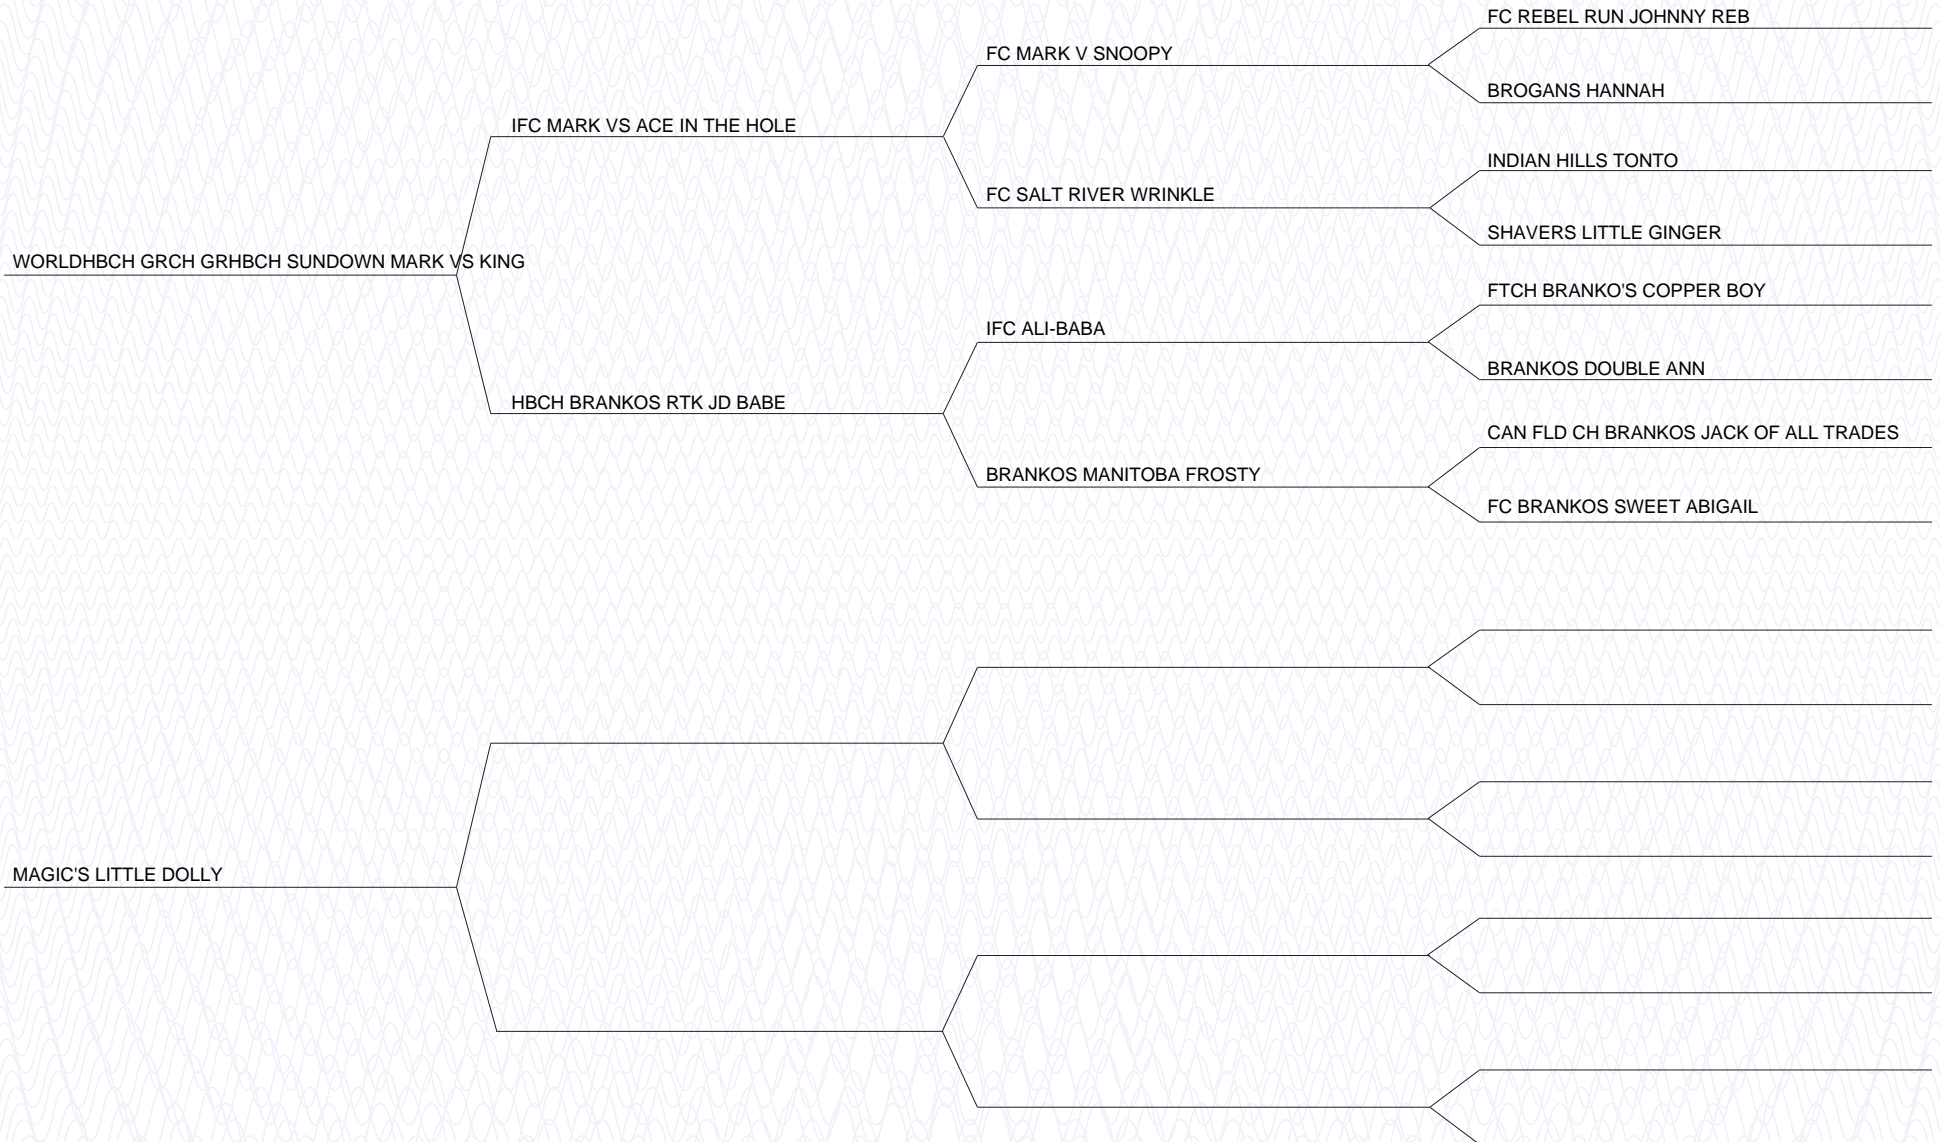 FC REBEL RUN JOHNNY REB
FC MARK V SNOOPY
BROGANS HANNAH
IFC MARK VS ACE IN THE HOLE
INDIAN HILLS TONTO
FC SALT RIVER WRINKLE
SHAVERS LITTLE GINGER
WORLDHBCH GRCH GRHBCH SUNDOWN MARK VS KING
FTCH BRANKO'S COPPER BOY
IFC ALI-BABA
BRANKOS DOUBLE ANN
HBCH BRANKOS RTK JD BABE
CAN FLD CH BRANKOS JACK OF ALL TRADES
BRANKOS MANITOBA FROSTY
FC BRANKOS SWEET ABIGAIL
MAGIC'S LITTLE DOLLY